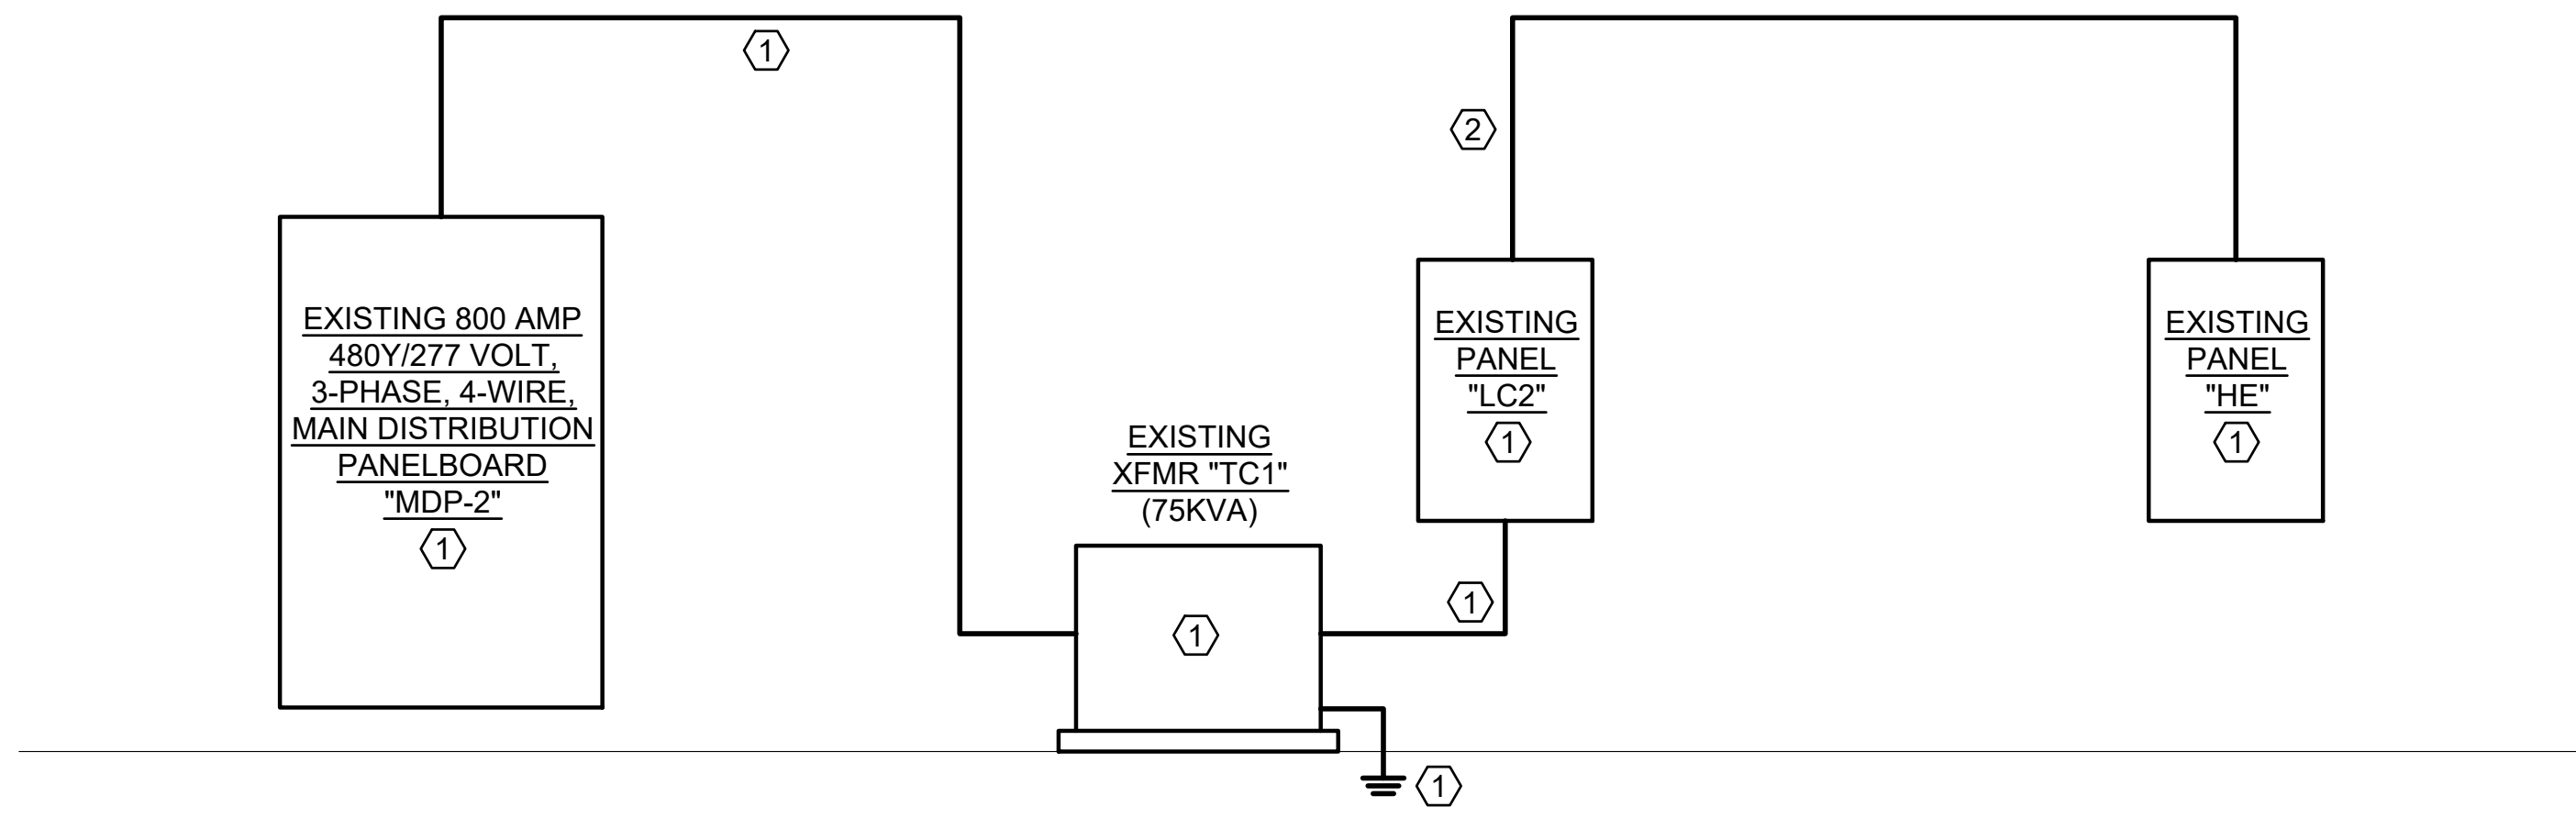 1
2
EXISTING 800 AMP
480Y/277 VOLT,
3-PHASE, 4-WIRE,
MAIN DISTRIBUTION
PANELBOARD
"MDP-2"
1
EXISTING
XFMR "TC1"
(75KVA)
1
EXISTING
PANEL
"LC2"
1
1
EXISTING
PANEL
"HE"
1
1